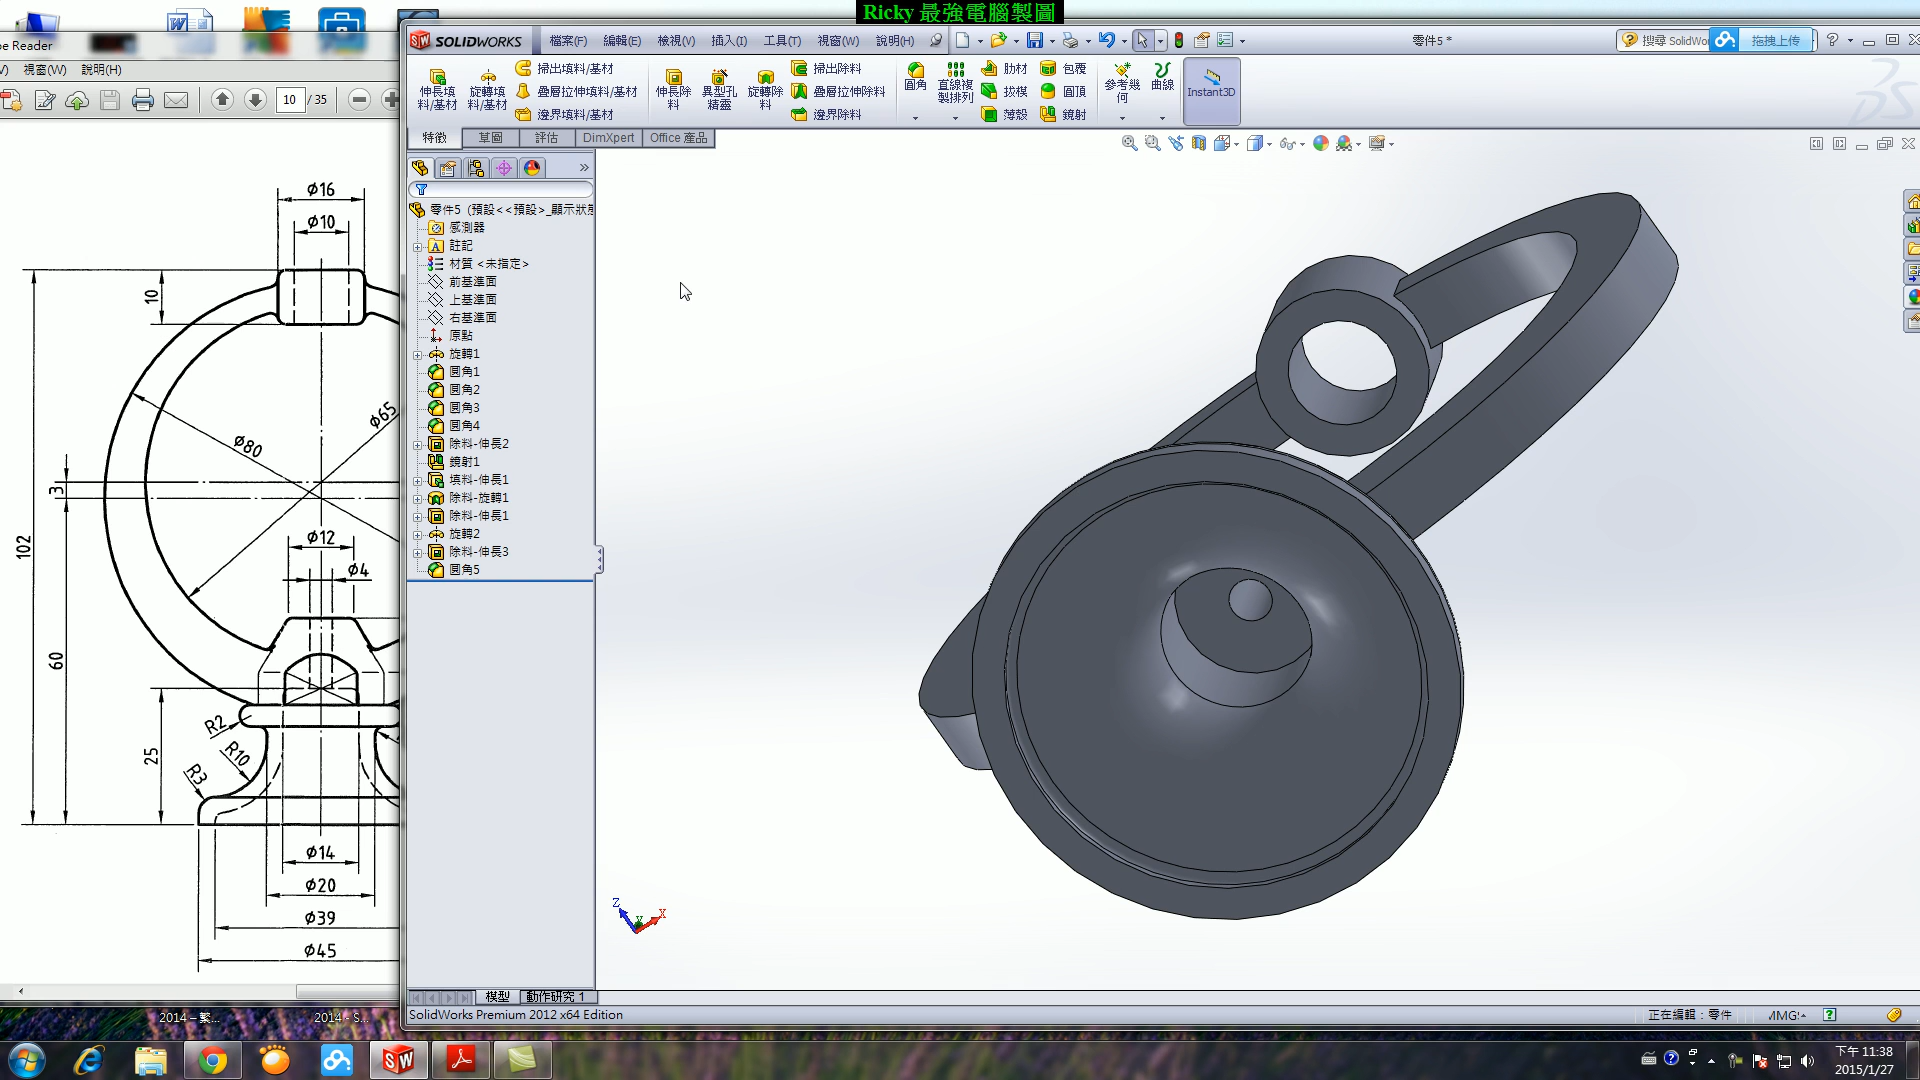 Ricky 最強電腦製圖
be Reader
視窗(W) 說明(H)
10 / 35
SOLIDWORKS
檔案(F) 編輯(E) 檢視(V) 插入(I) 工具(T) 視窗(W) 說明(H)
零件5 *
搜尋 SolidWor
拖拽上传
伸長填料/基材
旋轉填料/基材
掃出填料/基材
疊層拉伸填料/基材
邊界填料/基材
伸長除料
異型孔精靈
旋轉除料
掃出除料
疊層拉伸除料
邊界除料
圓角
直線複製排列
肋材
拔模
薄殼
包覆
圓頂
鏡射
參考幾何
曲線
Instant3D
特徵 草圖 評估 DimXpert Office 產品
零件5 (預設<<預設>_顯示狀態
感測器
註記
材質 <未指定>
前基準面
上基準面
右基準面
原點
旋轉1
圓角1
圓角2
圓角3
圓角4
除料-伸長2
鏡射1
填料-伸長1
除料-旋轉1
除料-伸長1
旋轉2
除料-伸長3
圓角5
ϕ16
ϕ10
10
ϕ65
ϕ80
3
102
ϕ12
ϕ4
60
R2
R10
R3
25
ϕ14
ϕ20
ϕ39
ϕ45
Z
Y
X
模型 動作研究 1
SolidWorks Premium 2012 x64 Edition
正在編輯：零件
2014 – 繁...
2014 - S...
下午 11:38
2015/1/27